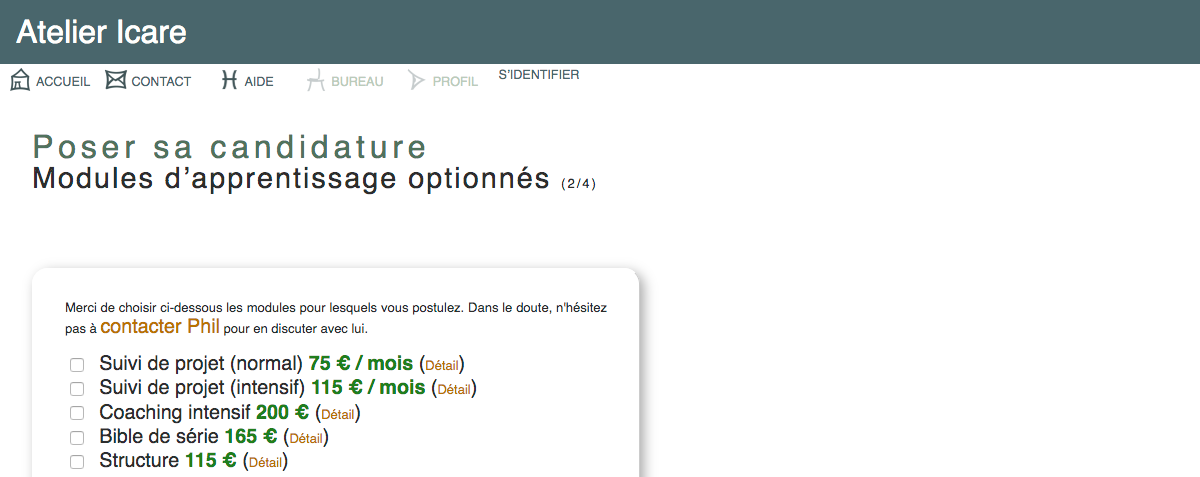 Atelier Icare
ACCUEIL CONTACT AIDE BUREAU PROFIL S'IDENTIFIER
Poser sa candidature
Modules d’apprentissage optionnés (2/4)
Merci de choisir ci-dessous les modules pour lesquels vous postulez. Dans le doute, n'hésitez
pas à contacter Phil pour en discuter avec lui.
Suivi de projet (normal) 75 € / mois (Détail)
Suivi de projet (intensif) 115 € / mois (Détail)
Coaching intensif 200 € (Détail)
Bible de série 165 € (Détail)
Structure 115 € (Détail)